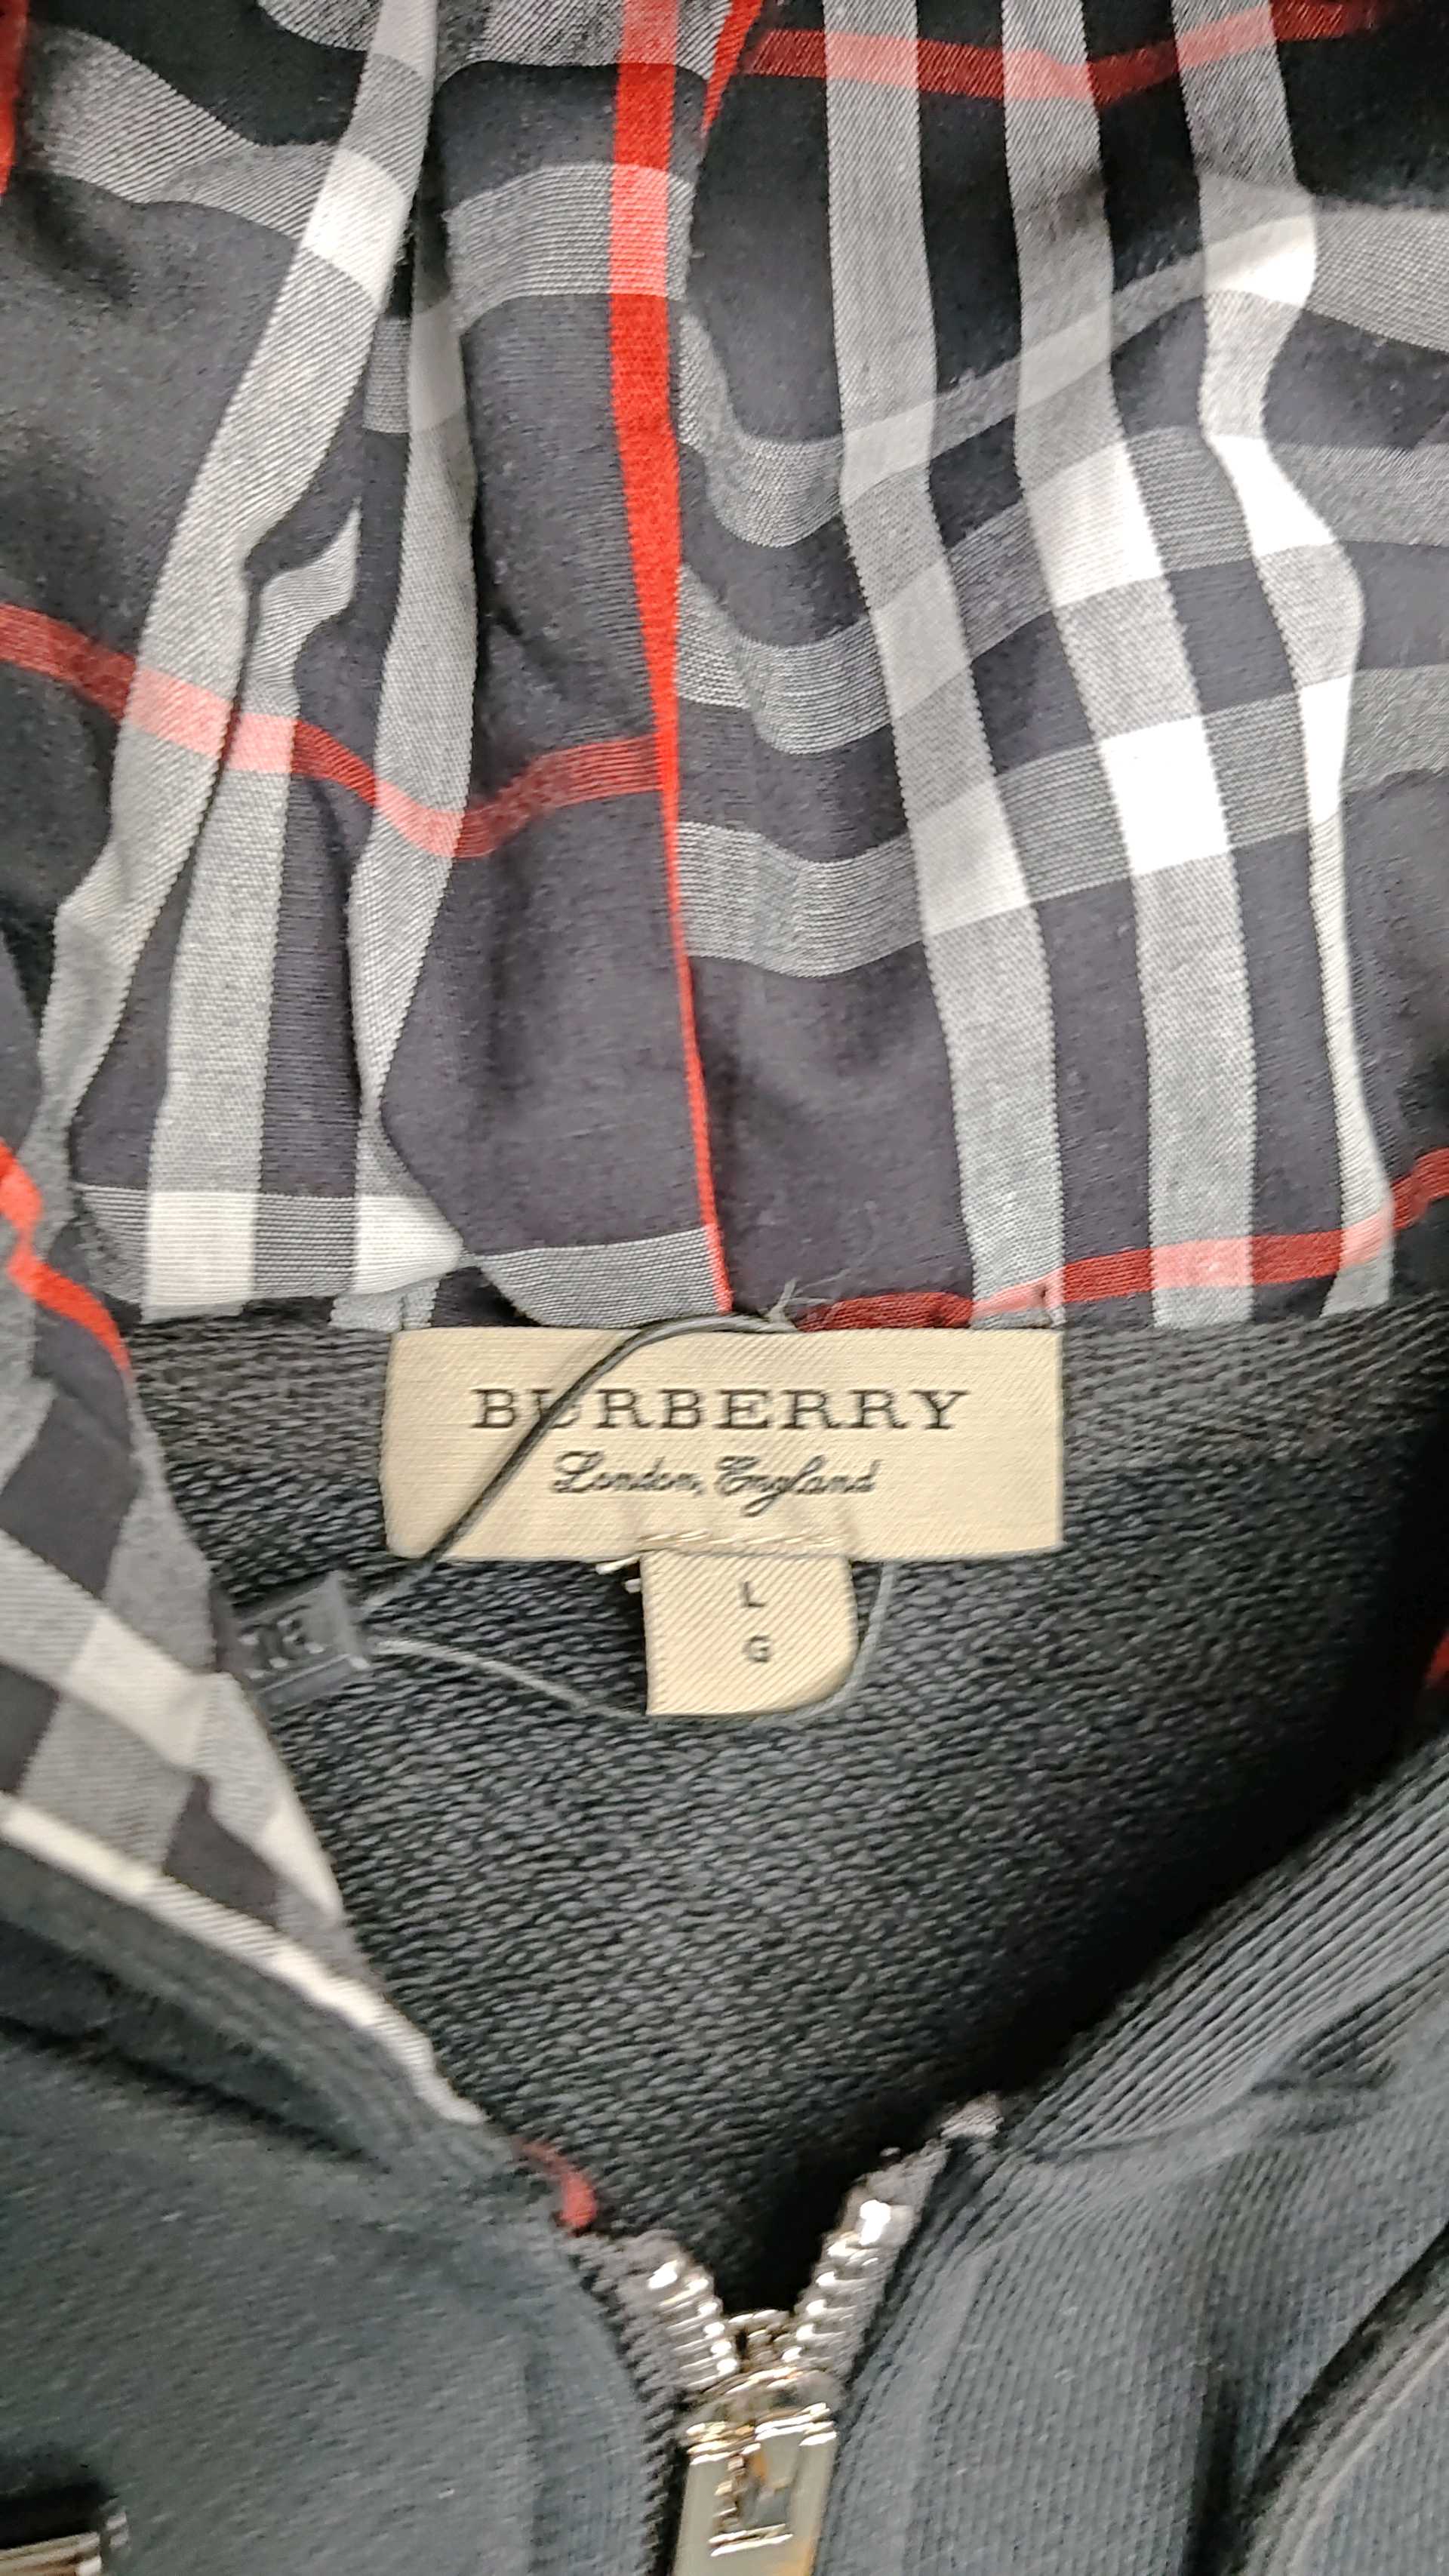 BURBERRY
London, England
L
G